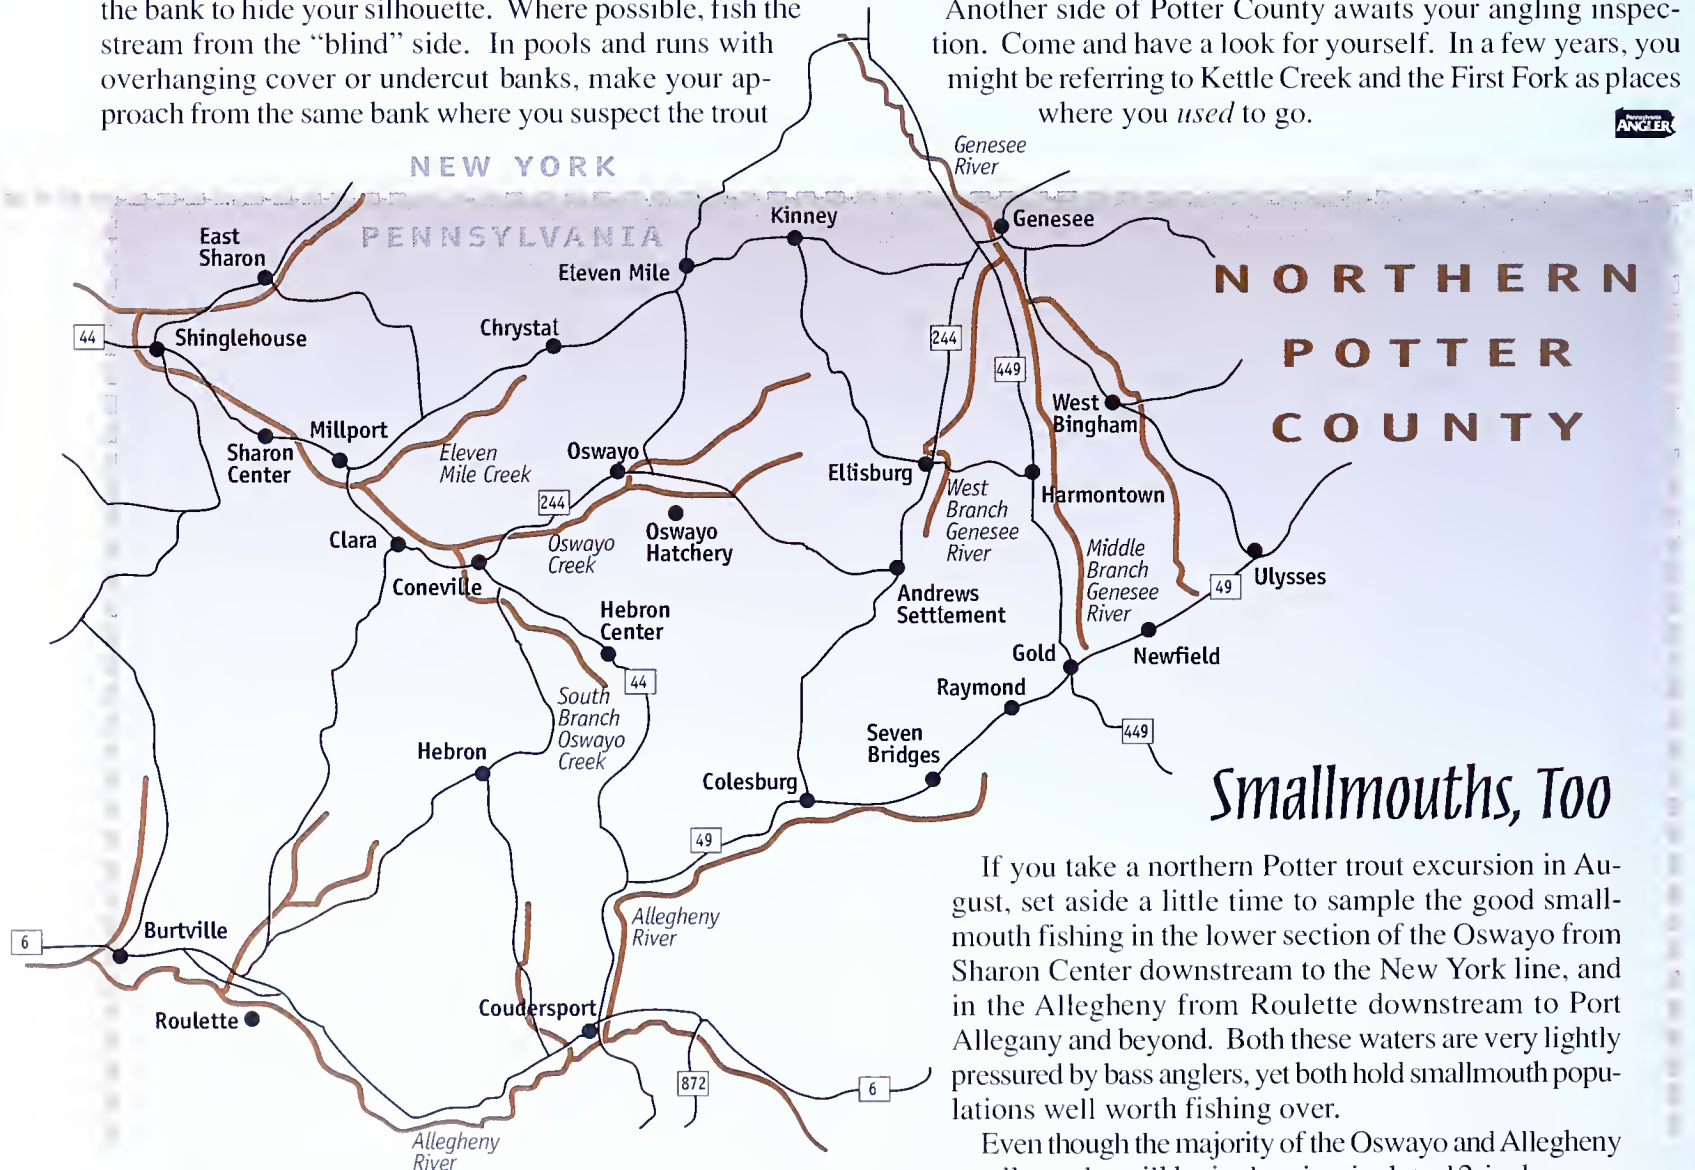 the bank to hide your silhouette. Where possible, fish the
stream from the “blind” side. In pools and runs with
overhanging cover or undercut banks, make your ap-
proach from the same bank where you suspect the trout
Another side of Potter County awaits your angling inspec-
tion. Come and have a look for yourself. In a few years, you
might be referring to Kettle Creek and the First Fork as places
where you used to go.
Pennsylvania
ANGLER
NEW YORK
PENNSYLVANIA
NORTHERN
POTTER
COUNTY
Genesee
River
Genesee
Kinney
East
Sharon
Eleven Mile
Chrystal
44
Shinglehouse
244
449
West
Bingham
Millport
Sharon
Center
Eleven
Mile Creek
Oswayo
Ellisburg
West
Branch
Genesee
River
Harmontown
244
Oswayo
Hatchery
Clara
Oswayo
Creek
Coneville
Middle
Branch
Genesee
River
49
Ulysses
Andrews
Settlement
Hebron
Center
Newfield
Gold
44
Raymond
South
Branch
Oswayo
Creek
449
Seven
Bridges
Hebron
Colesburg
49
Allegheny
River
Burtville
6
Coudersport
Roulette
872
6
Allegheny
River
Smallmouths, Too
If you take a northern Potter trout excursion in Au-
gust, set aside a little time to sample the good small-
mouth fishing in the lower section of the Oswayo from
Sharon Center downstream to the New York line, and
in the Allegheny from Roulette downstream to Port
Allegany and beyond. Both these waters are very lightly
pressured by bass anglers, yet both hold smallmouth popu-
lations well worth fishing over.
Even though the majority of the Oswayo and Allegheny